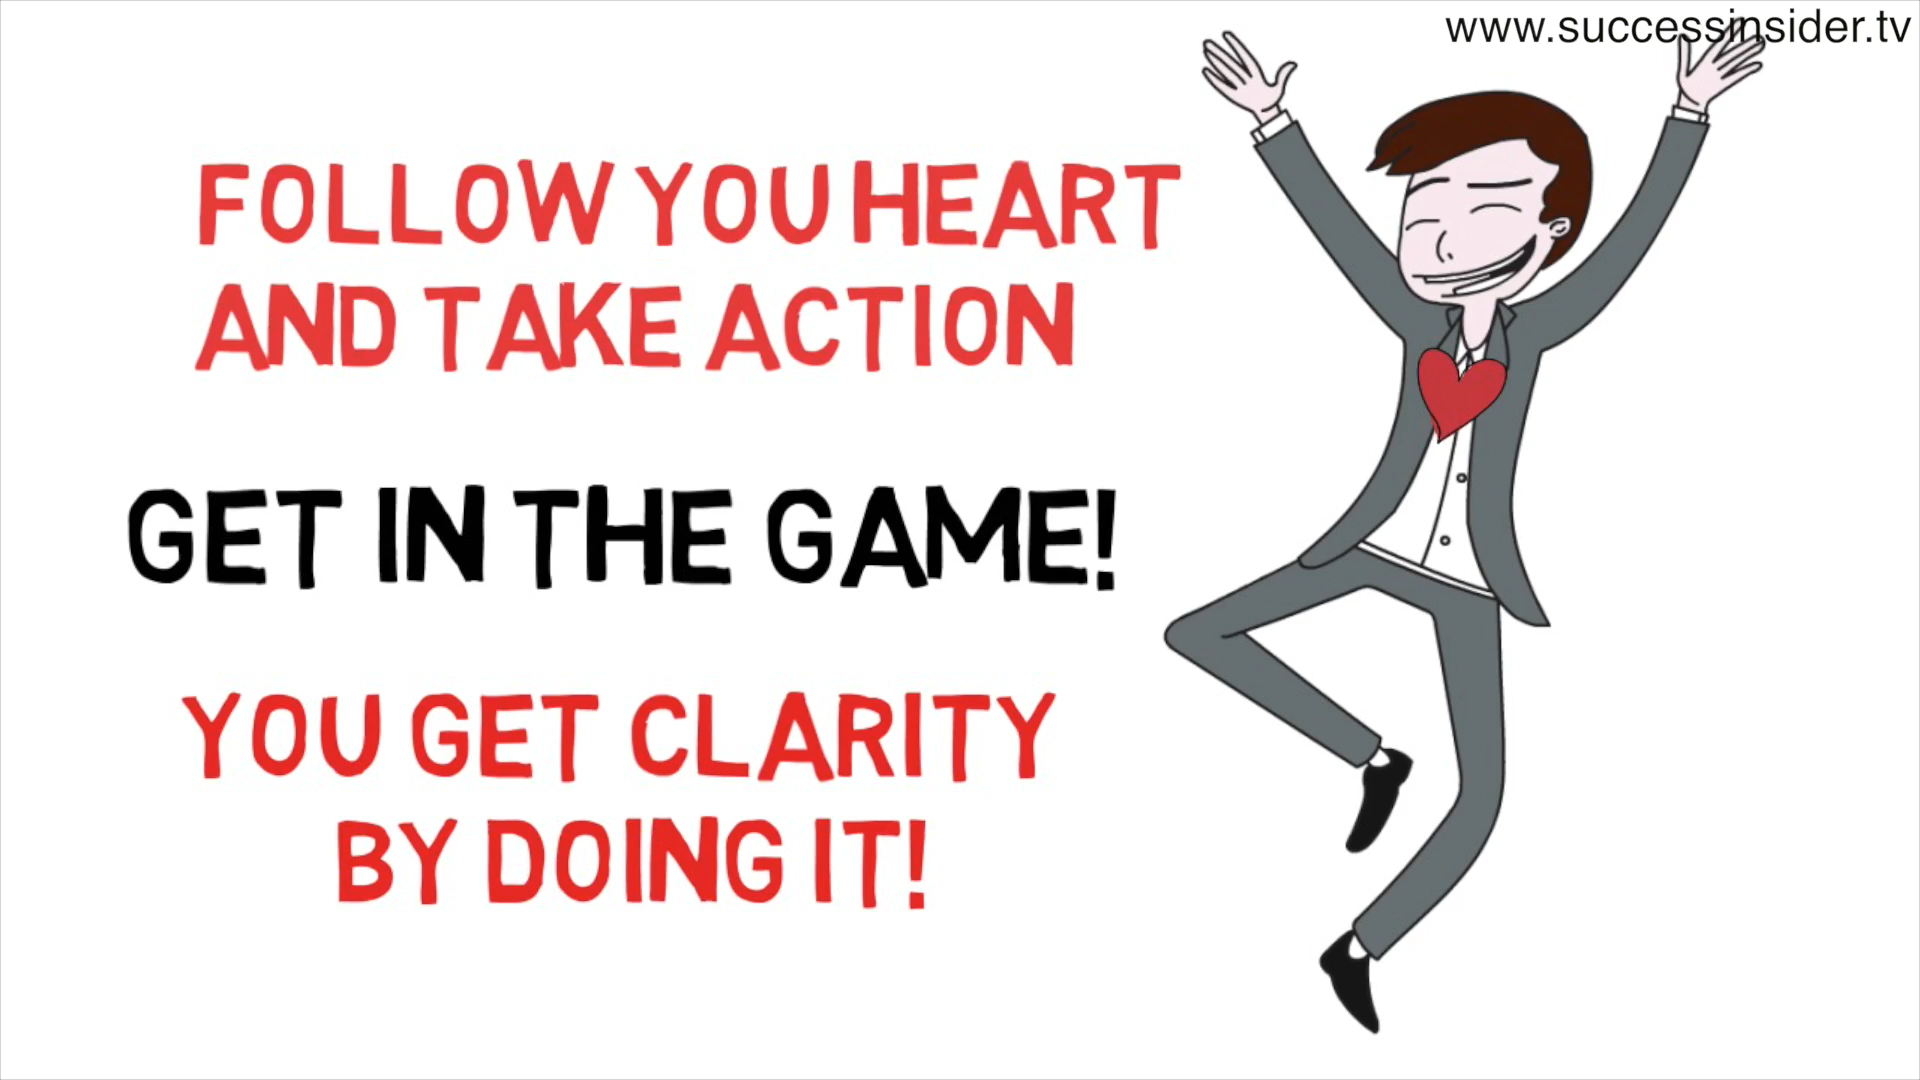 www.successinsider.tv
FOLLOW YOU HEART
AND TAKE ACTION
GET IN THE GAME!
YOU GET CLARITY
BY DOING IT!